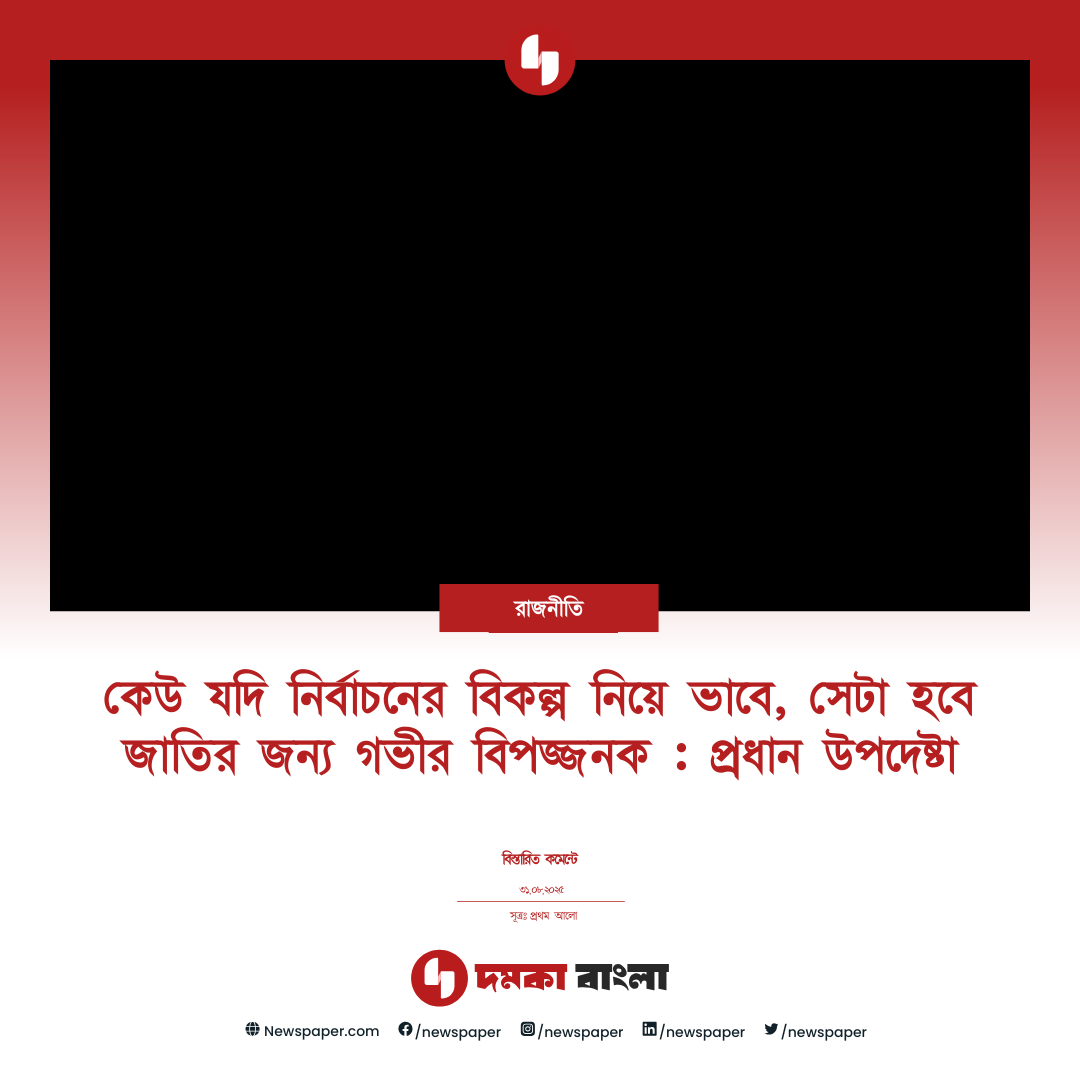 রাজনীতি
কেউ যদি নির্বাচনের বিকল্প নিয়ে ভাবে, সেটা হবে
জাতির জন্য গভীর বিপজ্জনক : প্রধান উপদেষ্টা
বিস্তারিত কমেন্টে
৩১.০৮.২০২৫
সূত্রঃ প্রথম আলো
দমকা বাংলা
Newspaper.com /newspaper /newspaper /newspaper /newspaper